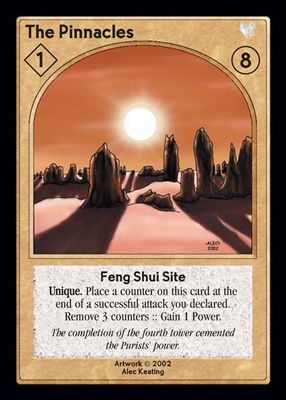 The Pinnacles
1
8
-ALEC!-
2002
Feng Shui Site
Unique. Place a counter on this card at the
end of a successful attack you declared.
Remove 3 counters :: Gain 1 Power.
The completion of the fourth tower cemented
the Purists' power.
Artwork © 2002
Alec Keating